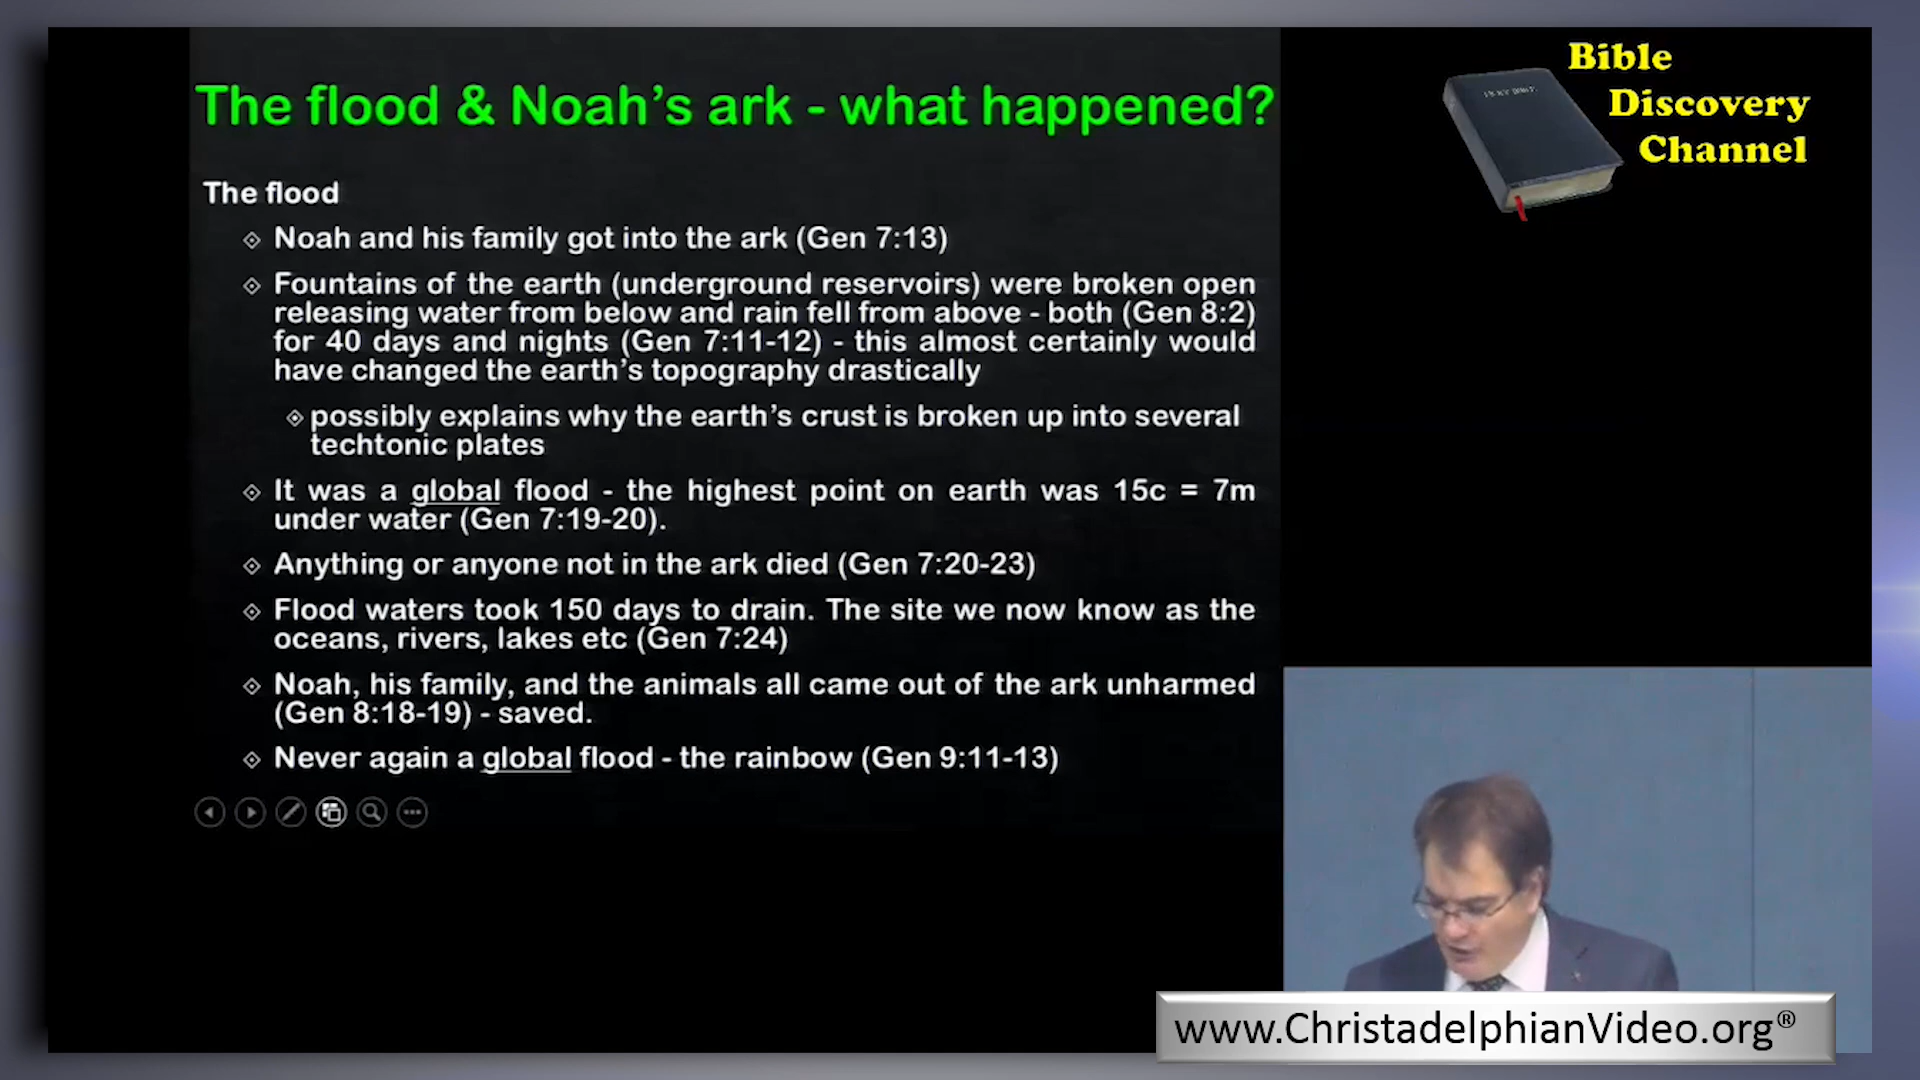 The flood & Noah's ark - what happened?
The flood
Noah and his family got into the ark (Gen 7:13)
Fountains of the earth (underground reservoirs) were broken open
releasing water from below and rain fell from above - both (Gen 8:2)
for 40 days and nights (Gen 7:11-12) - this almost certainly would
have changed the earth's topography drastically
possibly explains why the earth's crust is broken up into several
techtonic plates
It was a global flood - the highest point on earth was 15c = 7m
under water (Gen 7:19-20).
Anything or anyone not in the ark died (Gen 7:20-23)
Flood waters took 150 days to drain. The site we now know as the
oceans, rivers, lakes etc (Gen 7:24)
Noah, his family, and the animals all came out of the ark unharmed
(Gen 8:18-19) - saved.
Never again a global flood - the rainbow (Gen 9:11-13)
Bible
Discovery
Channel
www.ChristadelphianVideo.org®